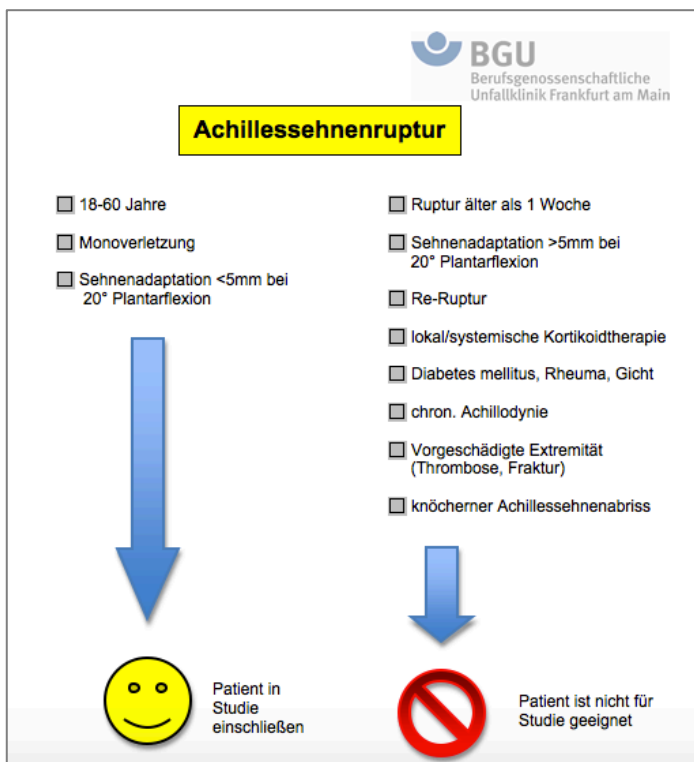 BGU
Berufsgenossenschaftliche
Unfallklinik Frankfurt am Main
Achillessehnenruptur
18-60 Jahre
Monoverletzung
Sehnenadaptation <5mm bei
20° Plantarflexion
Ruptur älter als 1 Woche
Sehnenadaptation >5mm bei
20° Plantarflexion
Re-Ruptur
lokal/systemische Kortikoidtherapie
Diabetes mellitus, Rheuma, Gicht
chron. Achillodynie
Vorgeschädigte Extremität
(Thrombose, Fraktur)
knöcherner Achillessehnenabriss
Patient in
Studie
einschließen
Patient ist nicht für
Studie geeignet